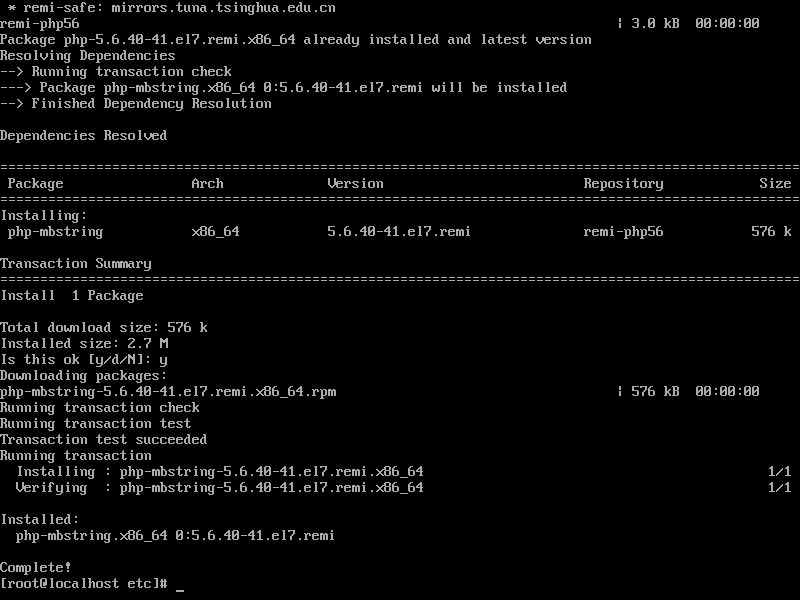 * remi-safe: mirrors.tuna.tsinghua.edu.cn
remi-php56 | 3.0 kB 00:00:00
Package php-5.6.40-41.el7.remi.x86_64 already installed and latest version
Resolving Dependencies
--> Running transaction check
---> Package php-mbstring.x86_64 0:5.6.40-41.el7.remi will be installed
--> Finished Dependency Resolution

Dependencies Resolved

================================================================================
 Package Arch Version Repository Size
================================================================================
Installing:
 php-mbstring x86_64 5.6.40-41.el7.remi remi-php56 576 k

Transaction Summary
================================================================================
Install  1 Package

Total download size: 576 k
Installed size: 2.7 M
Is this ok [y/d/N]: y
Downloading packages:
php-mbstring-5.6.40-41.el7.remi.x86_64.rpm | 576 kB 00:00:00
Running transaction check
Running transaction test
Transaction test succeeded
Running transaction
  Installing : php-mbstring-5.6.40-41.el7.remi.x86_64 1/1
  Verifying  : php-mbstring-5.6.40-41.el7.remi.x86_64 1/1

Installed:
  php-mbstring.x86_64 0:5.6.40-41.el7.remi

Complete!
[root@localhost etc]# _